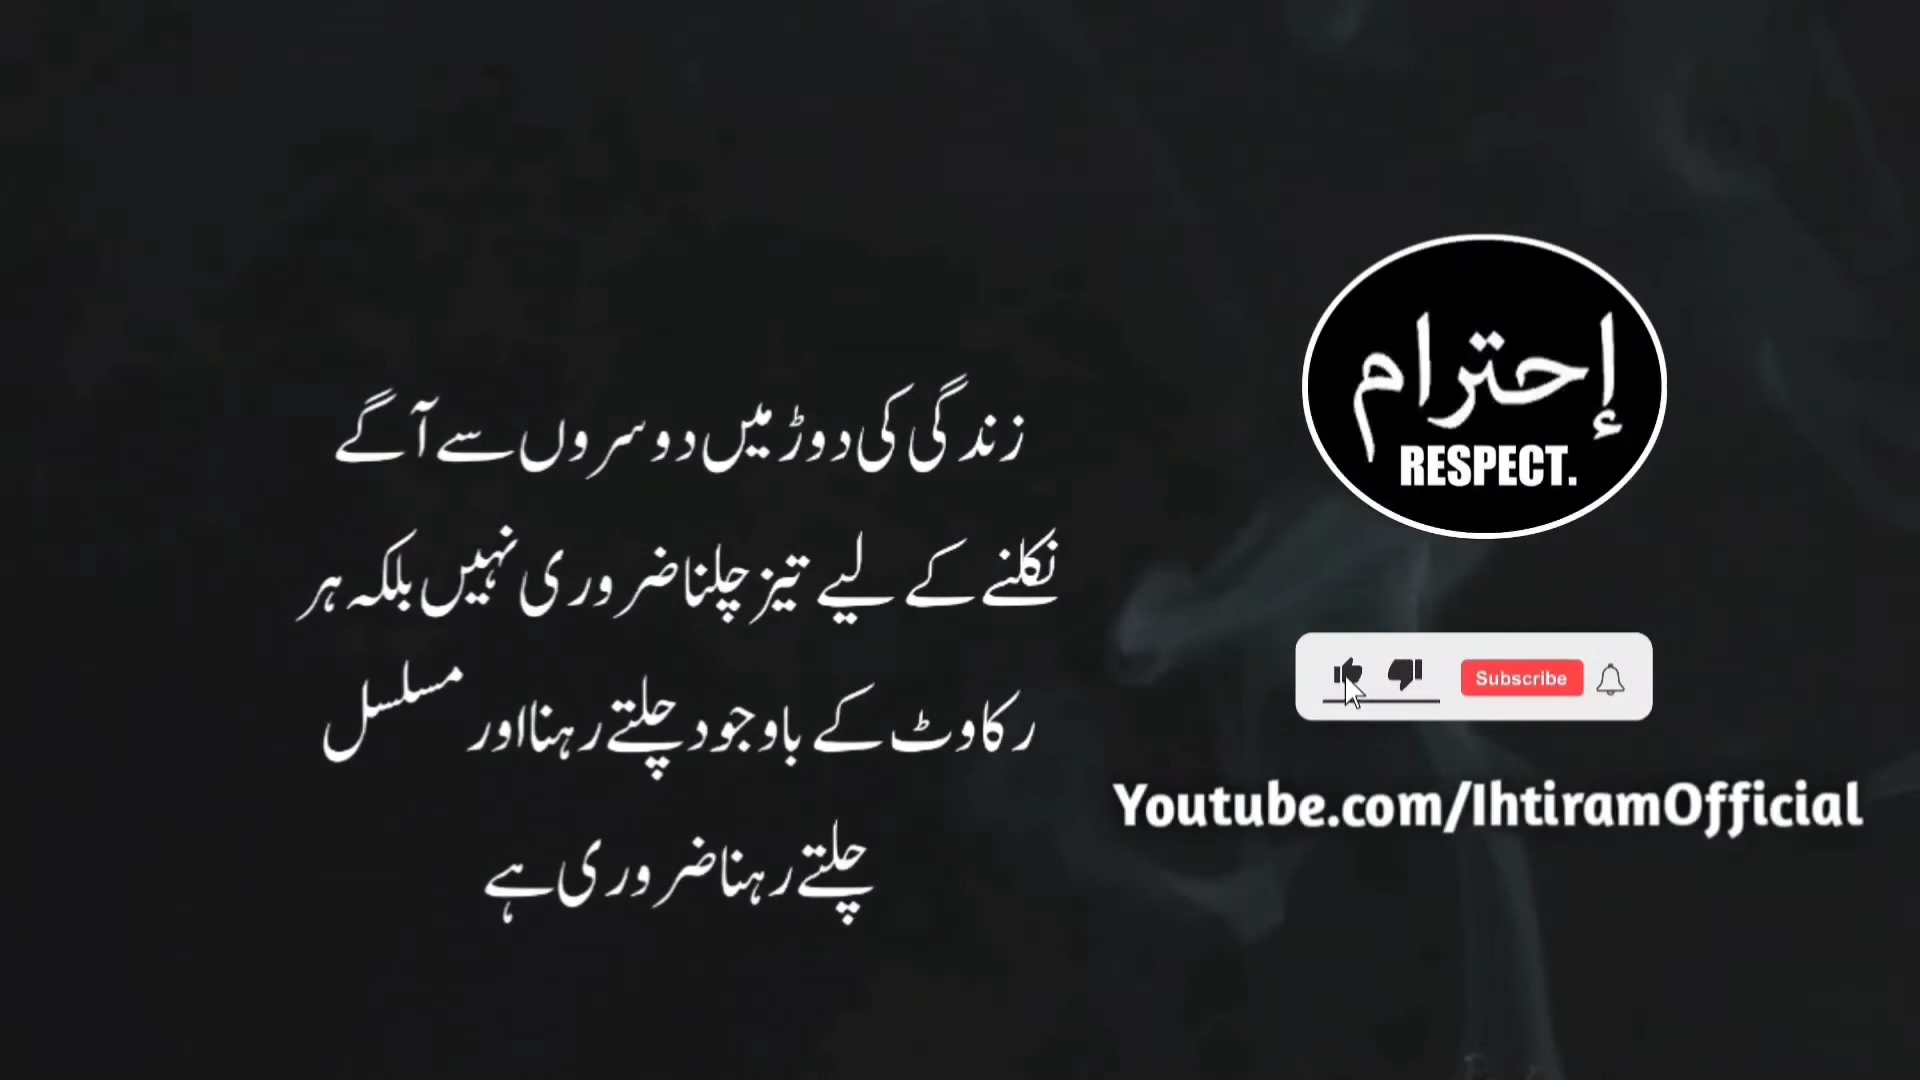 زندگی کی دوڑ میں دوسروں سے آگے
نکلنے کے لیے تیز چلنا ضروری نہیں بلکہ ہر
رکاوٹ کے باوجود چلتے رہنا اور مسلسل
چلتے رہنا ضروری ہے
إحترام
RESPECT.
Subscribe
Youtube.com/IhtiramOfficial